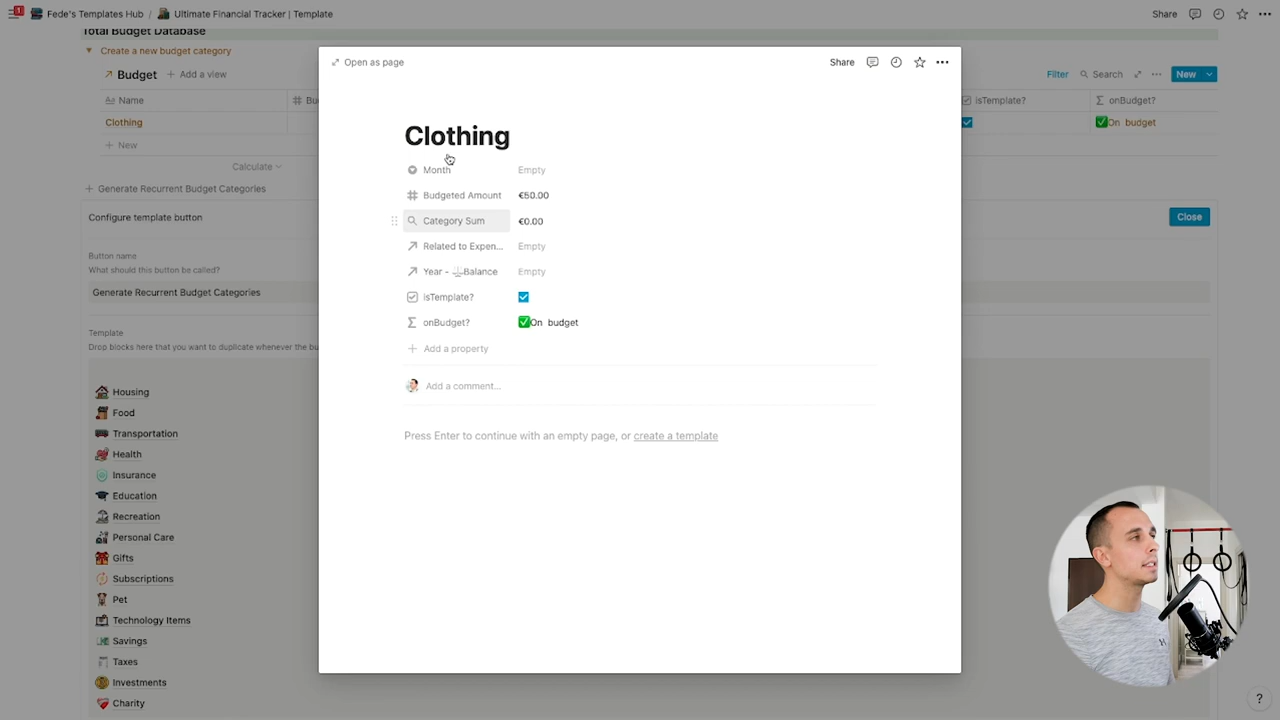 Fede's Templates Hub / Ultimate Financial Tracker | Template
Share
Total Budget Database
Create a new budget category
Budget + Add a view
Filter Search New
Aa Name
# Bu
isTemplate?
onBudget?
Clothing
On budget
+ New
Calculate
+ Generate Recurrent Budget Categories
Configure template button
Close
Button name
What should this button be called?
Generate Recurrent Budget Categories
Template
Drop blocks here that you want to duplicate whenever the bu
Housing
Food
Transportation
Health
Insurance
Education
Recreation
Personal Care
Gifts
Subscriptions
Pet
Technology Items
Savings
Taxes
Investments
Charity
Open as page
Share
Clothing
Month Empty
# Budgeted Amount €50.00
Category Sum €0.00
Related to Expen... Empty
Year - Balance Empty
isTemplate?
onBudget? On budget
+ Add a property
Add a comment...
Press Enter to continue with an empty page, or create a template
?